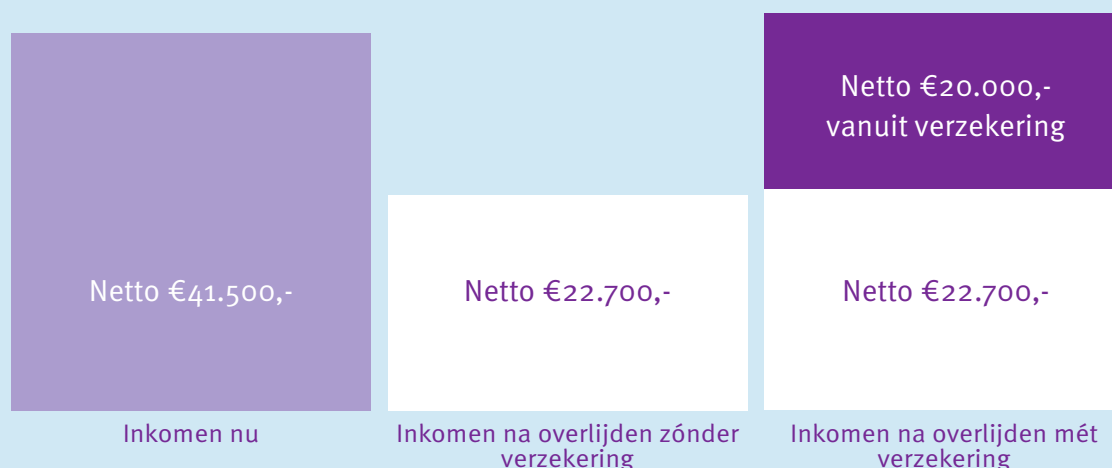 Netto €41.500,-
Inkomen nu
Netto €22.700,-
Inkomen na overlijden zónder
verzekering
Netto €20.000,-
vanuit verzekering
Netto €22.700,-
Inkomen na overlijden mét
verzekering